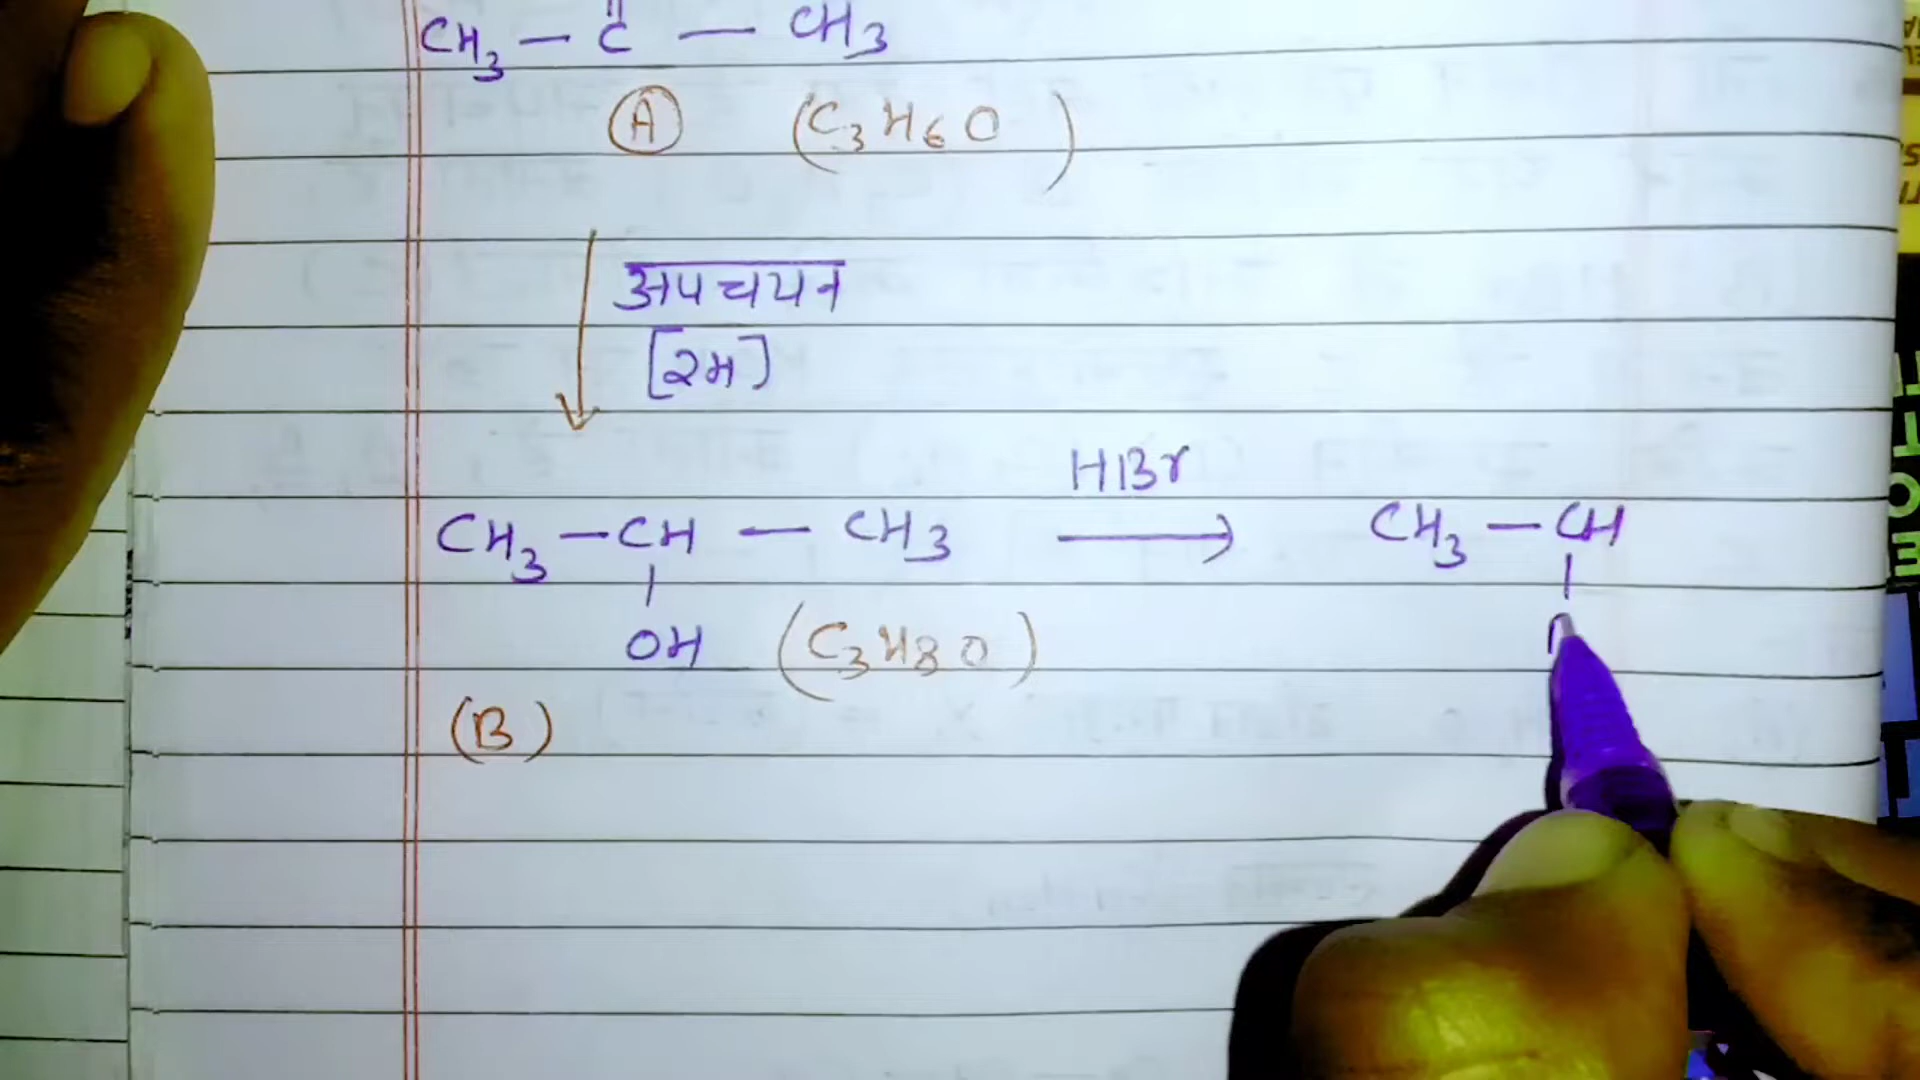 CH₃ — C — CH₃
Ⓐ (C₃H₆O)
अपचयन
[2H]
HBr
CH₃ — CH — CH₃ ⟶ CH₃ — CH
OH (C₃H8O)
(B)